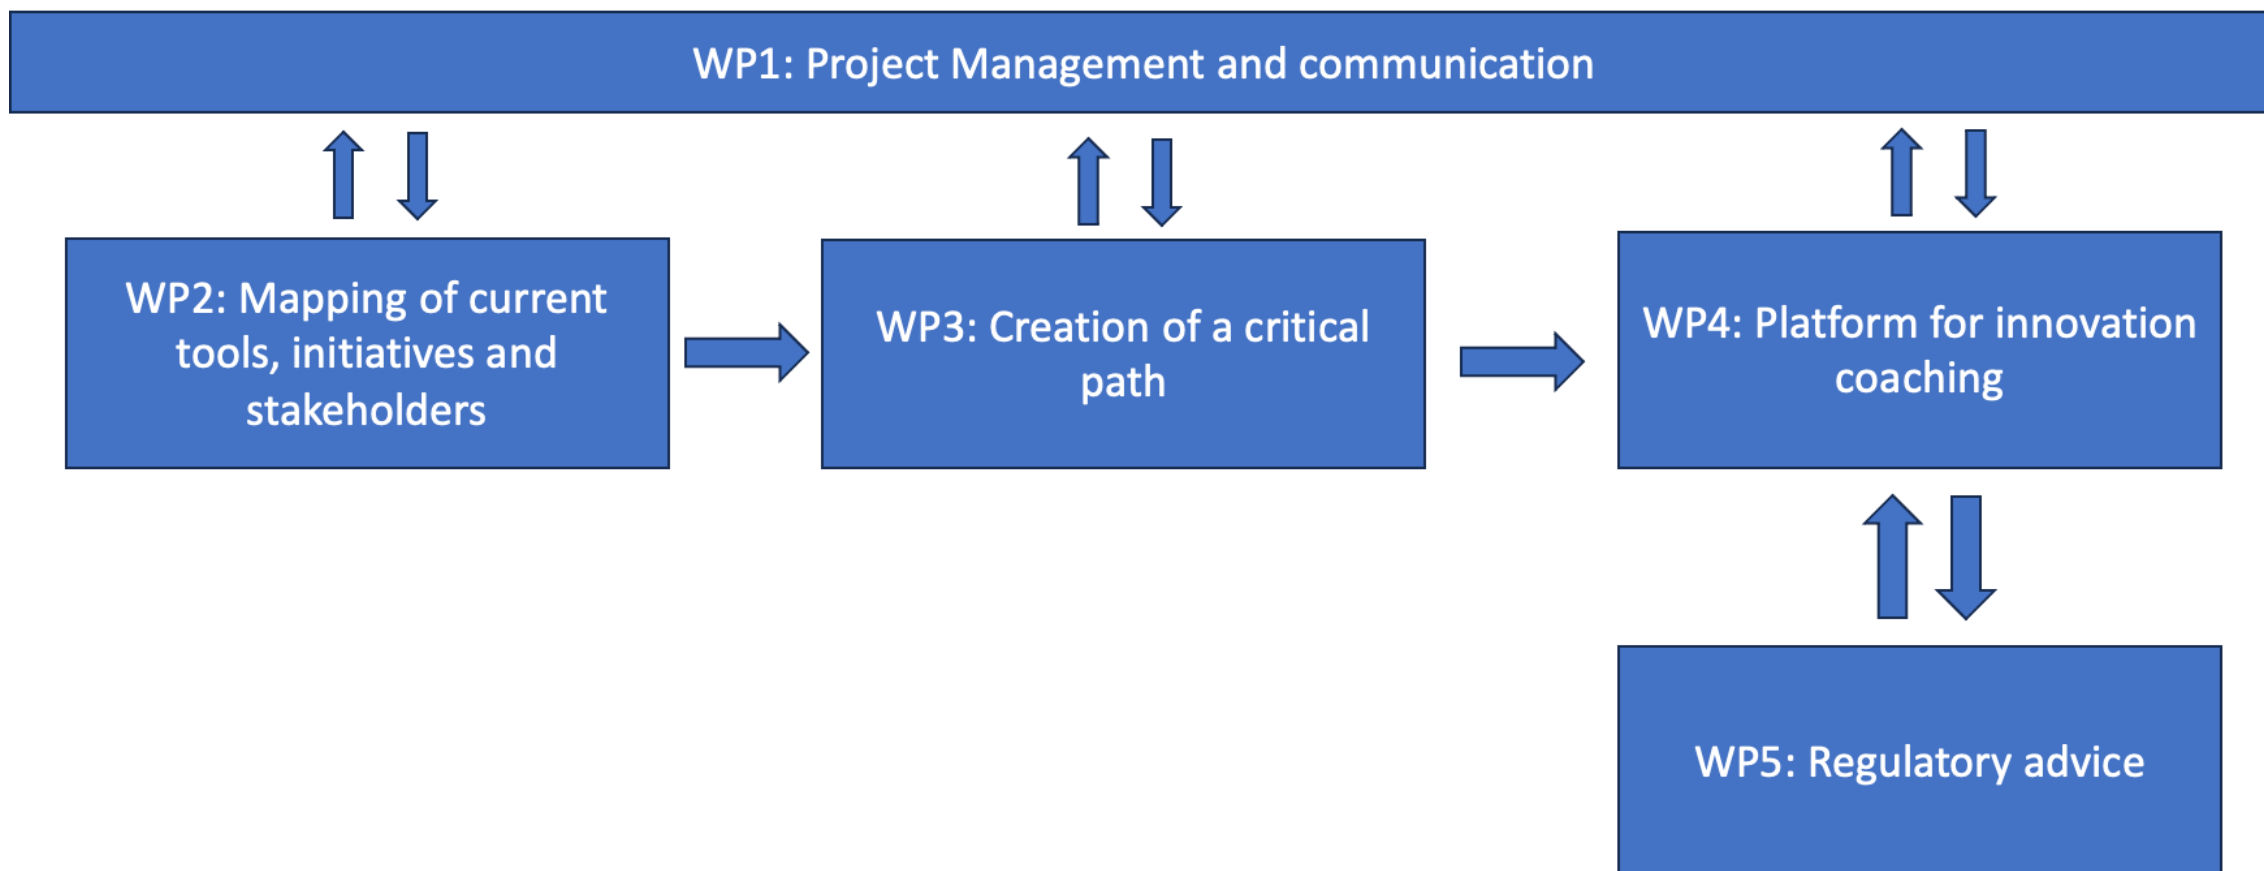 WP1: Project Management and communication
WP2: Mapping of current
tools, initiatives and
stakeholders
WP3: Creation of a critical
path
WP4: Platform for innovation
coaching
WP5: Regulatory advice